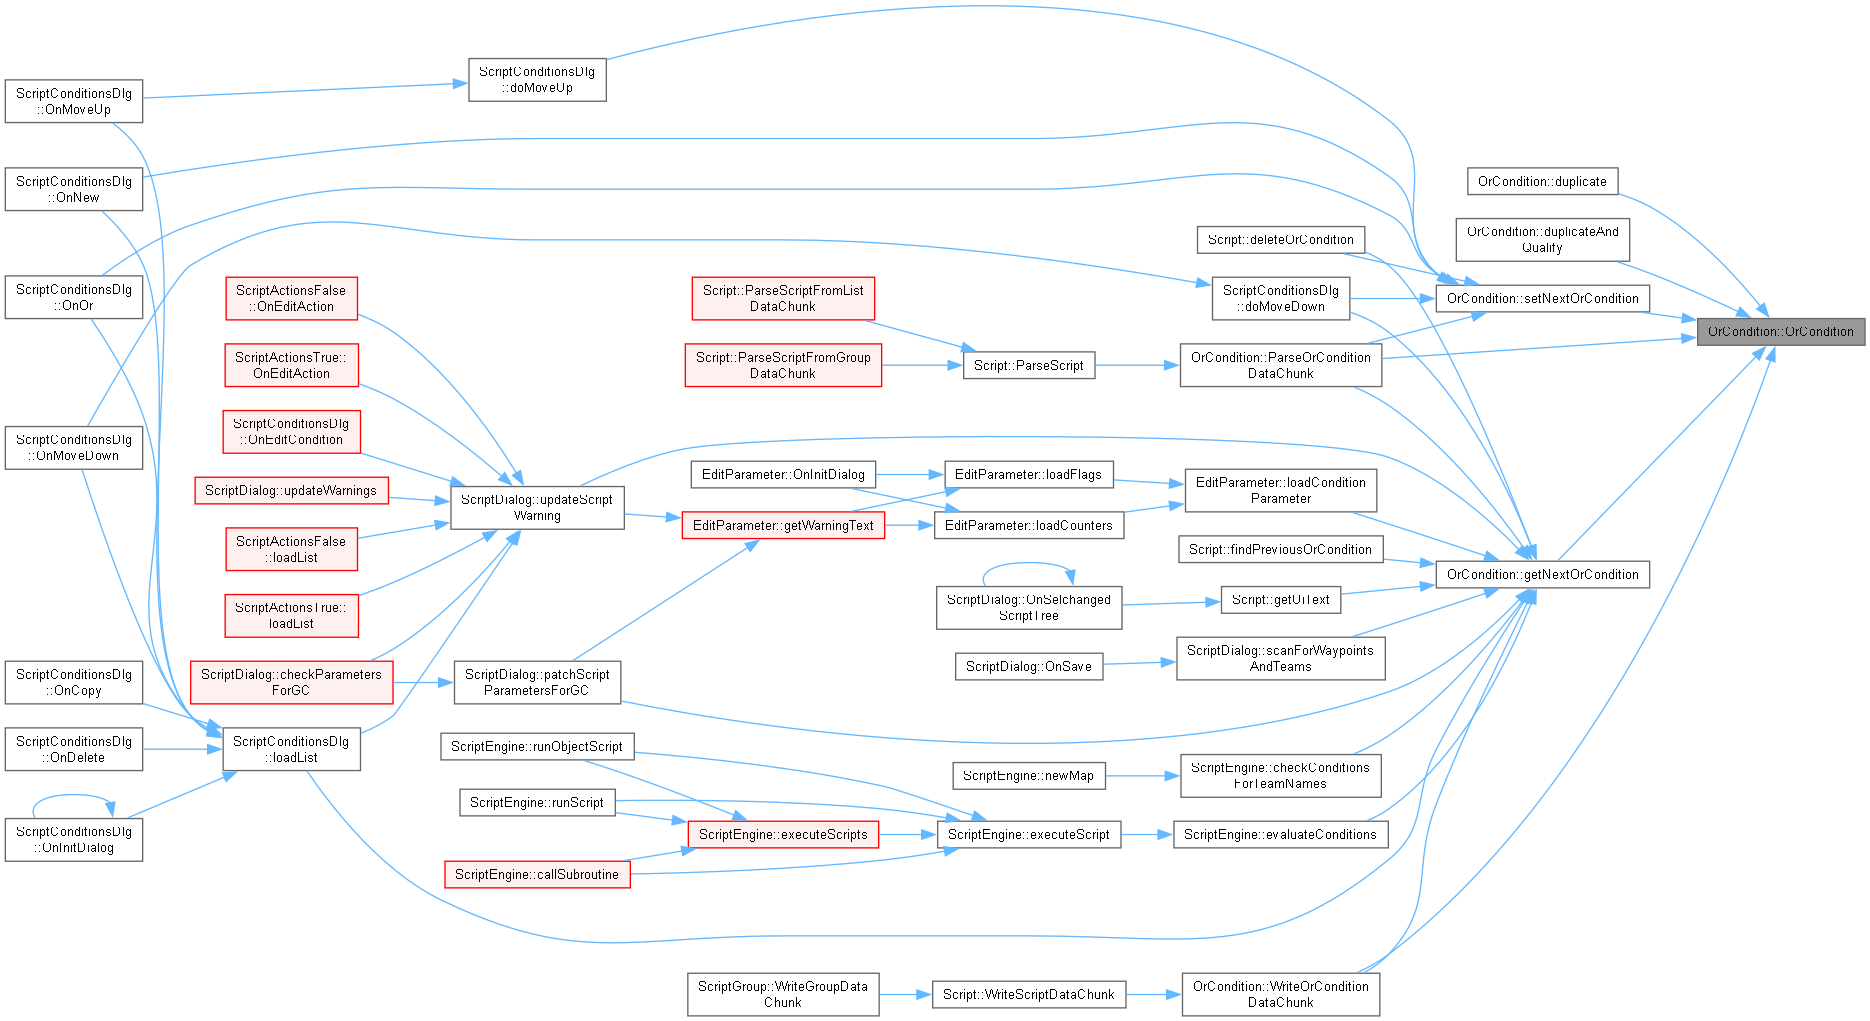 ScriptConditionsDlg
::OnMoveUp
ScriptConditionsDlg
::OnNew
ScriptConditionsDlg
::OnOr
ScriptConditionsDlg
::OnMoveDown
ScriptConditionsDlg
::OnCopy
ScriptConditionsDlg
::OnDelete
ScriptConditionsDlg
::OnInitDialog
ScriptActionsFalse
::OnEditAction
ScriptActionsTrue::
OnEditAction
ScriptConditionsDlg
::OnEditCondition
ScriptDialog::updateWarnings
ScriptActionsFalse
::loadList
ScriptActionsTrue::
loadList
ScriptDialog::checkParameters
ForGC
ScriptConditionsDlg
::loadList
ScriptConditionsDlg
::doMoveUp
ScriptDialog::updateScript
Warning
ScriptDialog::patchScript
ParametersForGC
ScriptEngine::runObjectScript
ScriptEngine::runScript
ScriptEngine::callSubroutine
Script::ParseScriptFromList
DataChunk
Script::ParseScriptFromGroup
DataChunk
EditParameter::OnInitDialog
EditParameter::getWarningText
ScriptEngine::executeScripts
ScriptGroup::WriteGroupData
Chunk
Script::ParseScript
EditParameter::loadFlags
EditParameter::loadCounters
ScriptDialog::OnSelchanged
ScriptTree
ScriptDialog::OnSave
ScriptEngine::newMap
ScriptEngine::executeScript
Script::WriteScriptDataChunk
Script::deleteOrCondition
ScriptConditionsDlg
::doMoveDown
OrCondition::ParseOrCondition
DataChunk
EditParameter::loadCondition
Parameter
Script::findPreviousOrCondition
Script::getUiText
ScriptDialog::scanForWaypoints
AndTeams
ScriptEngine::checkConditions
ForTeamNames
ScriptEngine::evaluateConditions
OrCondition::WriteOrCondition
DataChunk
OrCondition::duplicate
OrCondition::duplicateAnd
Qualify
OrCondition::setNextOrCondition
OrCondition::getNextOrCondition
OrCondition::OrCondition